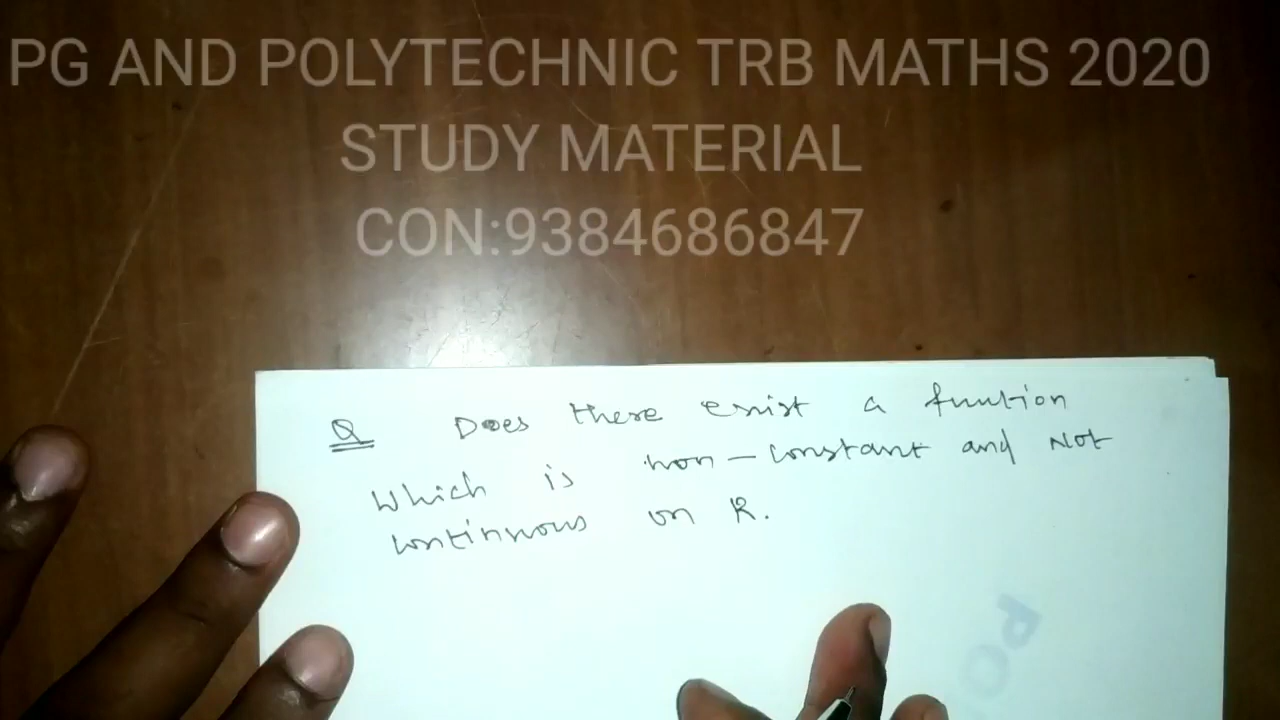 PG AND POLYTECHNIC TRB MATHS 2020
STUDY MATERIAL
CON:9384686847
Q Does there exist a function
Which is non - constant and Not
continuous on R.
PO